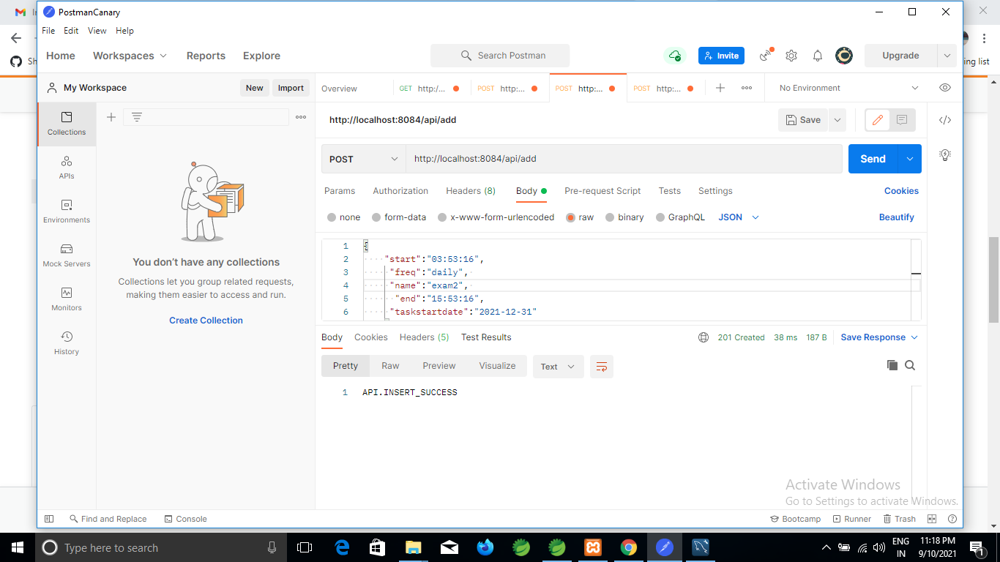 PostmanCanary
File Edit View Help
Home Workspaces Reports Explore Search Postman Invite Upgrade
My Workspace New Import
Overview GET http:/... POST http:... POST http:... POST http:... No Environment
Collections
http://localhost:8084/api/add Save
APIs
POST http://localhost:8084/api/add Send
Params Authorization Headers (8) Body Pre-request Script Tests Settings Cookies
Environments
none form-data x-www-form-urlencoded raw binary GraphQL JSON Beautify
Mock Servers
1 {
2 "start":"03:53:16",
3 "freq":"daily",
4 "name":"exam2",
5 "end":"15:53:16",
6 "taskstartdate":"2021-12-31"
You don't have any collections
Collections let you group related requests,
making them easier to access and run.
Create Collection
Monitors
History
Body Cookies Headers (5) Test Results 201 Created 38 ms 187 B Save Response
Pretty Raw Preview Visualize Text
1 API.INSERT_SUCCESS
Activate Windows
Go to Settings to activate Windows.
Find and Replace Console Bootcamp Runner Trash
Type here to search
ENG
IN
11:18 PM
9/10/2021
1
ing list